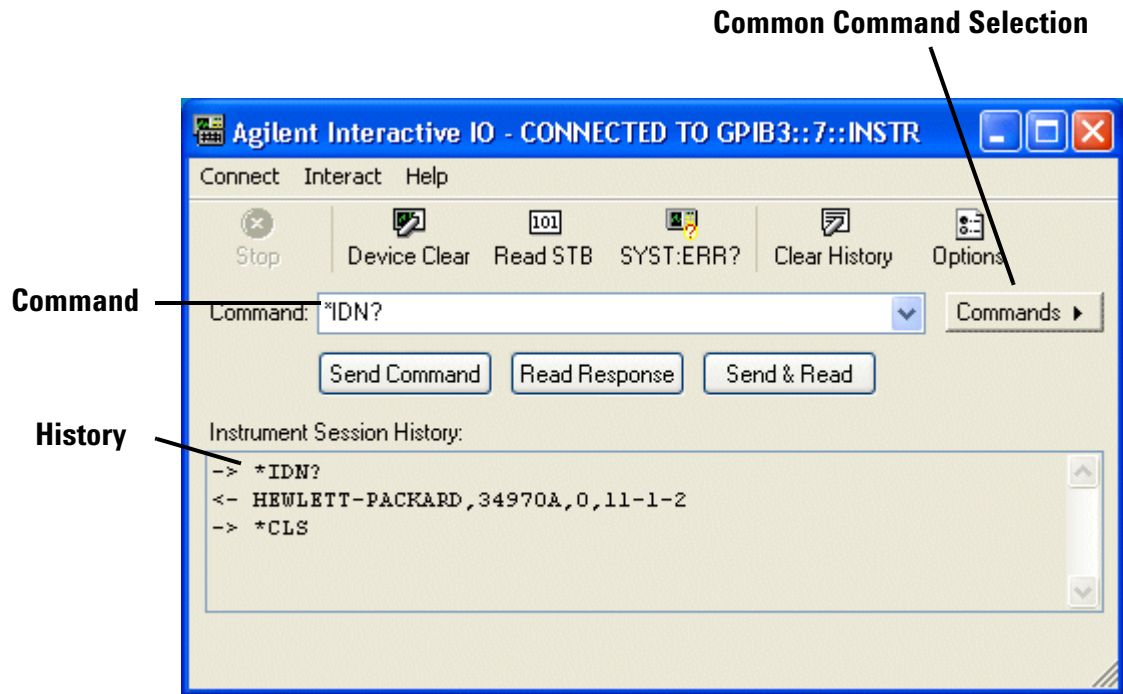 Common Command Selection
Agilent Interactive IO - CONNECTED TO GPIB3::7::INSTR
Connect Interact Help
Stop Device Clear 101 Read STB SYST:ERR? Clear History Options
Command
Command: *IDN? Commands
Send Command Read Response Send & Read
History
Instrument Session History:
-> *IDN?
<- HEWLETT-PACKARD,34970A,0,11-1-2
-> *CLS